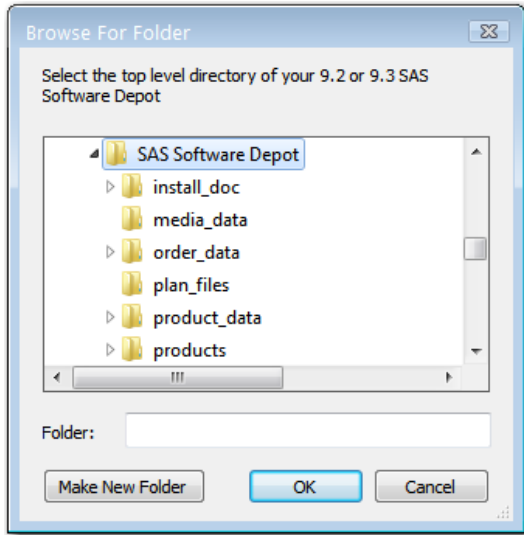 Browse For Folder
Select the top level directory of your 9.2 or 9.3 SAS
Software Depot
SAS Software Depot
install_doc
media_data
order_data
plan_files
product_data
products
Folder:
Make New Folder
OK
Cancel